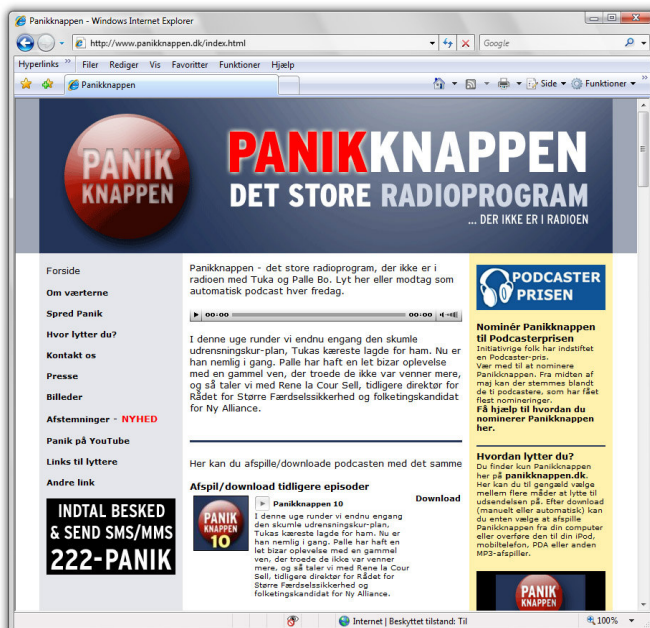 Panikknappen - Windows Internet Explorer
http://www.panikknappen.dk/index.html
Google
Hyperlinks » Filer Rediger Vis Favoritter Funktioner Hjælp
Panikknappen
Side
Funktioner
»
PANIK
KNAPPEN
PANIKKNAPPEN
DET STORE RADIOPROGRAM
... DER IKKE ER I RADIOEN
Forside
Om værterne
Spred Panik
Hvor lytter du?
Kontakt os
Presse
Billeder
Afstemninger - NYHED
Panik på YouTube
Links til lyttere
Andre link
INDTAL BESKED
& SEND SMS/MMS
222-PANIK
Panikknappen - det store radioprogram, der ikke er i
radioen med Tuka og Palle Bo. Lyt her eller modtag som
automatisk podcast hver fredag.
00:00 00:00
I denne uge runder vi endnu engang den skumle
udrensningskur-plan, Tukas kæreste lagde for ham. Nu er
han nemlig i gang. Palle har haft en let bizar oplevelse
med en gammel ven, der troede de ikke var venner mere,
og så taler vi med Rene la Cour Sell, tidligere direktør for
Rådet for Større Færdselssikkerhed og folketingskandidat
for Ny Alliance.
Her kan du afspille/downloade podcasten med det samme
Afspil/download tidligere episoder
Download
PANIK
KNAPPEN
10
Panikknappen 10
I denne uge runder vi endnu engang
den skumle udrensningskur-plan,
Tukas kæreste lagde for ham. Nu er
han nemlig i gang. Palle har haft en
let bizar oplevelse med en gammel
ven, der troede de ikke var venner
mere, og så taler vi med Rene la Cour
Sell, tidligere direktør for Rådet for
Større Færdselssikkerhed og
folketingskandidat for Ny Alliance.
PODCASTER
PRISEN
Nominér Panikknappen
til Podcasterprisen
Initiativrige folk har indstiftet
en Podcaster-pris.
Vær med til at nominere
Panikknappen. Fra midten af
maj kan der stemmes blandt
de ti podcastere, som har fået
flest nomineringer.
Få hjælp til hvordan du
nominerer Panikknappen
her.
Hvordan lytter du?
Du finder kun Panikknappen
her på panikknappen.dk.
Her kan du til gengæld vælge
mellem flere måder at lytte til
udsendelsen på. Efter download
(manuelt eller automatisk) kan
du enten vælge at afspille
Panikknappen fra din computer
eller overføre den til din iPod,
mobiltelefon, PDA eller anden
MP3-afspiller.
PANIK
KNAPPEN
Internet | Beskyttet tilstand: Til
100%